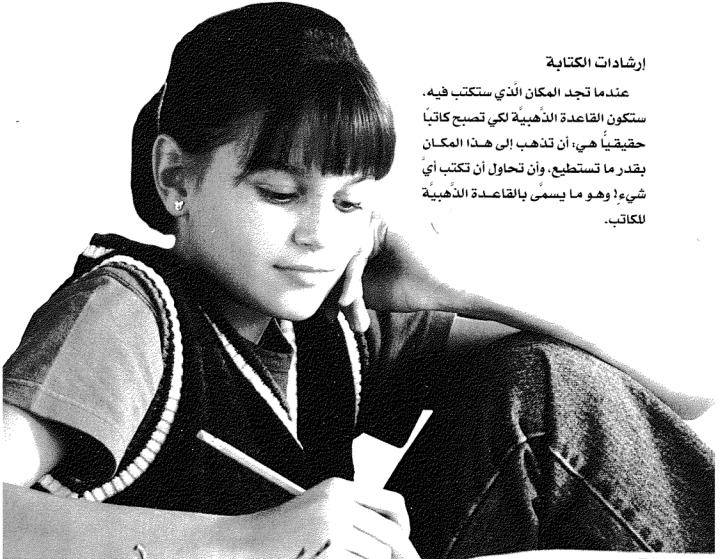 إرشادات الكتابة
عندما تجد المكان الَّذي ستكتب فيه،
ستكون القاعدة الذَّهبيَّة لكي تصبح كاتبًا
حقيقيًّا هي: أن تذهب إلى هذا المكان
بقدر ما تستطيع، وأن تحاول أن تكتب أيَّ
شيءٍ! وهو ما يسمَّى بالقاعدة الذَّهبيَّة
للكاتب.